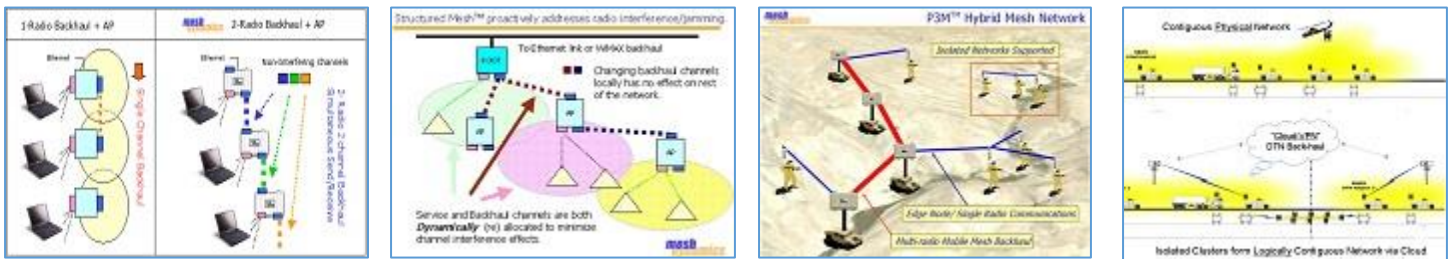 1-Radio Backhaul + AP
Ethernet
Single Channel Backhaul
mesh
2-Radio Backhaul + AP
Ethernet
Non-interfering channels
2- Radio 2 channel Backhaul
Simultaneous Send/Receive
Structured Mesh™ proactively addresses radio interference/jamming.
To Ethernet link or WiMAX backhaul
ROOT
Changing backhaul channels
locally has no effect on rest
of the network.
AP
AP
AP
Service and Backhaul channels are both
Dynamically (re) allocated to minimize
channel interference effects.
mesh
P3M™ Hybrid Mesh Network
Isolated Networks Supported
Edge Node/ Single Radio Communications
Multi-radio Mobile Mesh Backhaul
Contiguous Physical Network
DTN Back-haul
Isolated Clusters form Logically Contiguous Network via Cloud